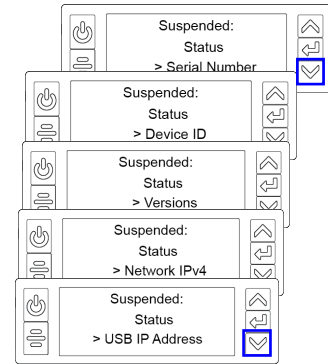 Suspended:
Status
> Serial Number
Suspended:
Status
> Device ID
Suspended:
Status
> Versions
Suspended:
Status
> Network IPv4
Suspended:
Status
> USB IP Address